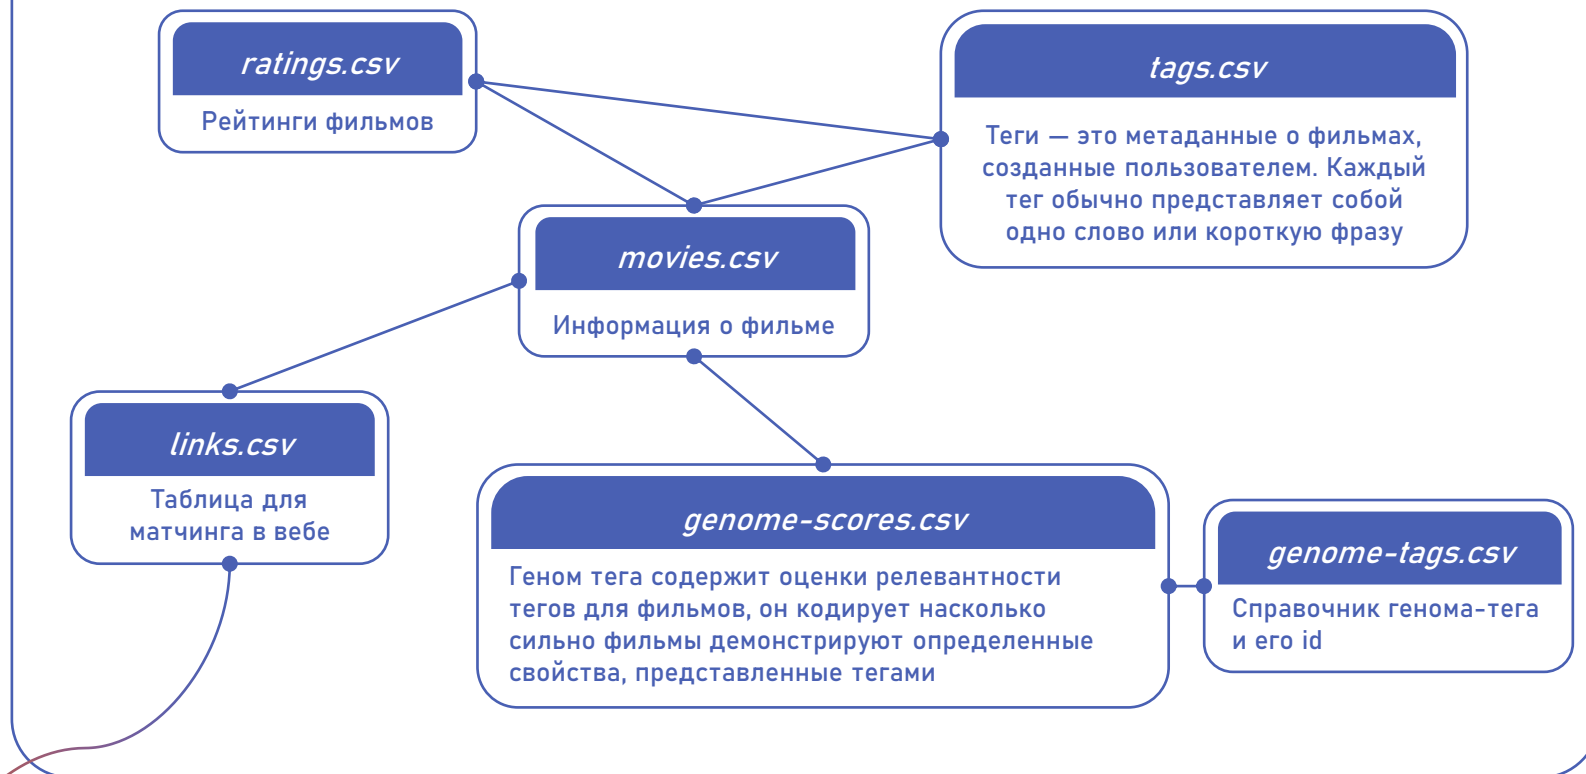 ratings.csv
Рейтинги фильмов
tags.csv
Теги — это метаданные о фильмах,
созданные пользователем. Каждый
тег обычно представляет собой
одно слово или короткую фразу
movies.csv
Информация о фильме
links.csv
Таблица для
матчинга в вебе
genome-scores.csv
Геном тега содержит оценки релевантности
тегов для фильмов, он кодирует насколько
сильно фильмы демонстрируют определенные
свойства, представленные тегами
genome-tags.csv
Справочник генома-тега
и его id